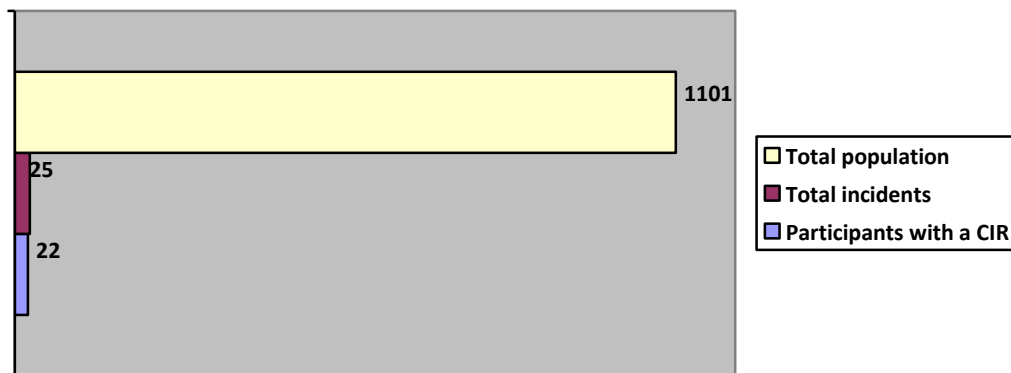 1101
25
22
Total population
Total incidents
Participants with a CIR